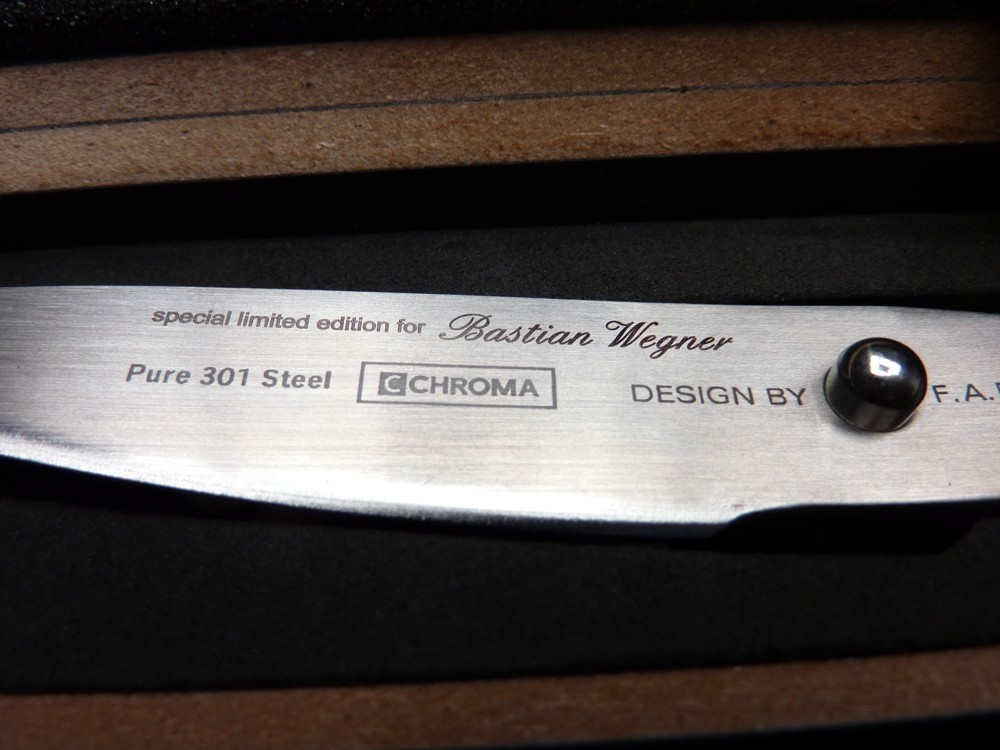 special limited edition for Bastian Wegner
Pure 301 Steel
C CHROMA
DESIGN BY F.A.